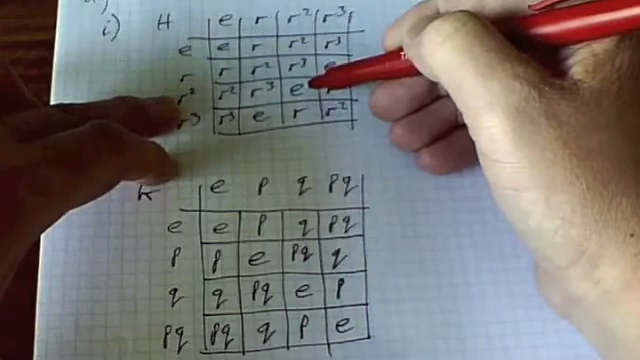 i) H e r r² r³
e e r r² r³
r r r² r³ e
r² r² r³ e r
r³ r³ e r r²
K e p q pq
e e p q pq
p p e pq q
q q pq e p
pq pq q p e